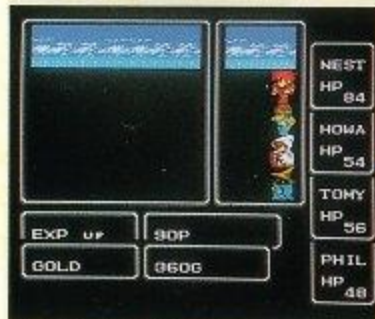 NEST
HP
84
HOWA
HP
54
TOMY
HP
56
PHIL
HP
48
EXP UP 90P
GOLD 360G